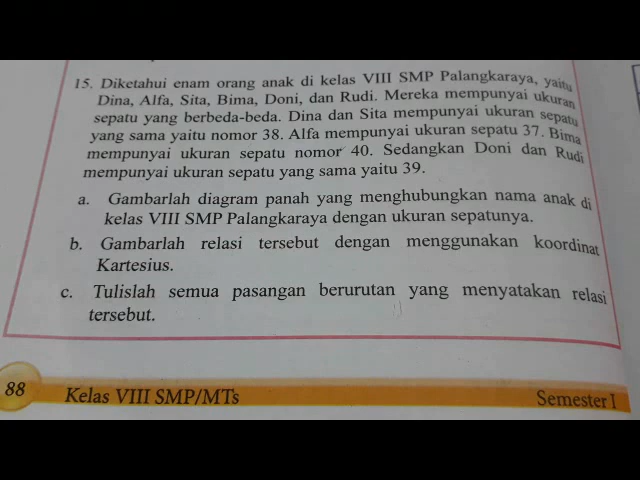 15. Diketahui enam orang anak di kelas VIII SMP Palangkaraya, yaitu
Dina, Alfa, Sita, Bima, Doni, dan Rudi. Mereka mempunyai ukuran
sepatu yang berbeda-beda. Dina dan Sita mempunyai ukuran sepatu
yang sama yaitu nomor 38. Alfa mempunyai ukuran sepatu 37. Bima
mempunyai ukuran sepatu nomor 40. Sedangkan Doni dan Rudi
mempunyai ukuran sepatu yang sama yaitu 39.
a. Gambarlah diagram panah yang menghubungkan nama anak di
kelas VIII SMP Palangkaraya dengan ukuran sepatunya.
b. Gambarlah relasi tersebut dengan menggunakan koordinat
Kartesius.
c. Tulislah semua pasangan berurutan yang menyatakan relasi
tersebut.
88 Kelas VIII SMP/MTs Semester I